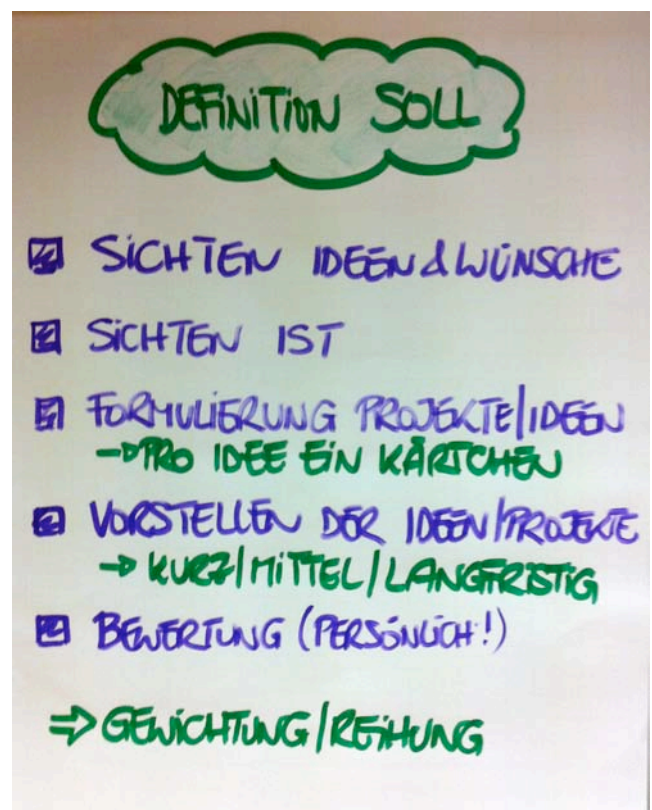 DEFINITION SOLL
SICHTEN IDEEN & WÜNSCHE
SICHTEN IST
FORMULIERUNG PROJEKTE/IDEEN
→ PRO IDEE EIN KÄRTCHEN
VORSTELLEN DER IDEEN/PROJEKTE
→ KURZ/MITTEL/LANGFRISTIG
BEWERTUNG (PERSÖNLICH!)
⇒ GEWICHTUNG/REIHUNG